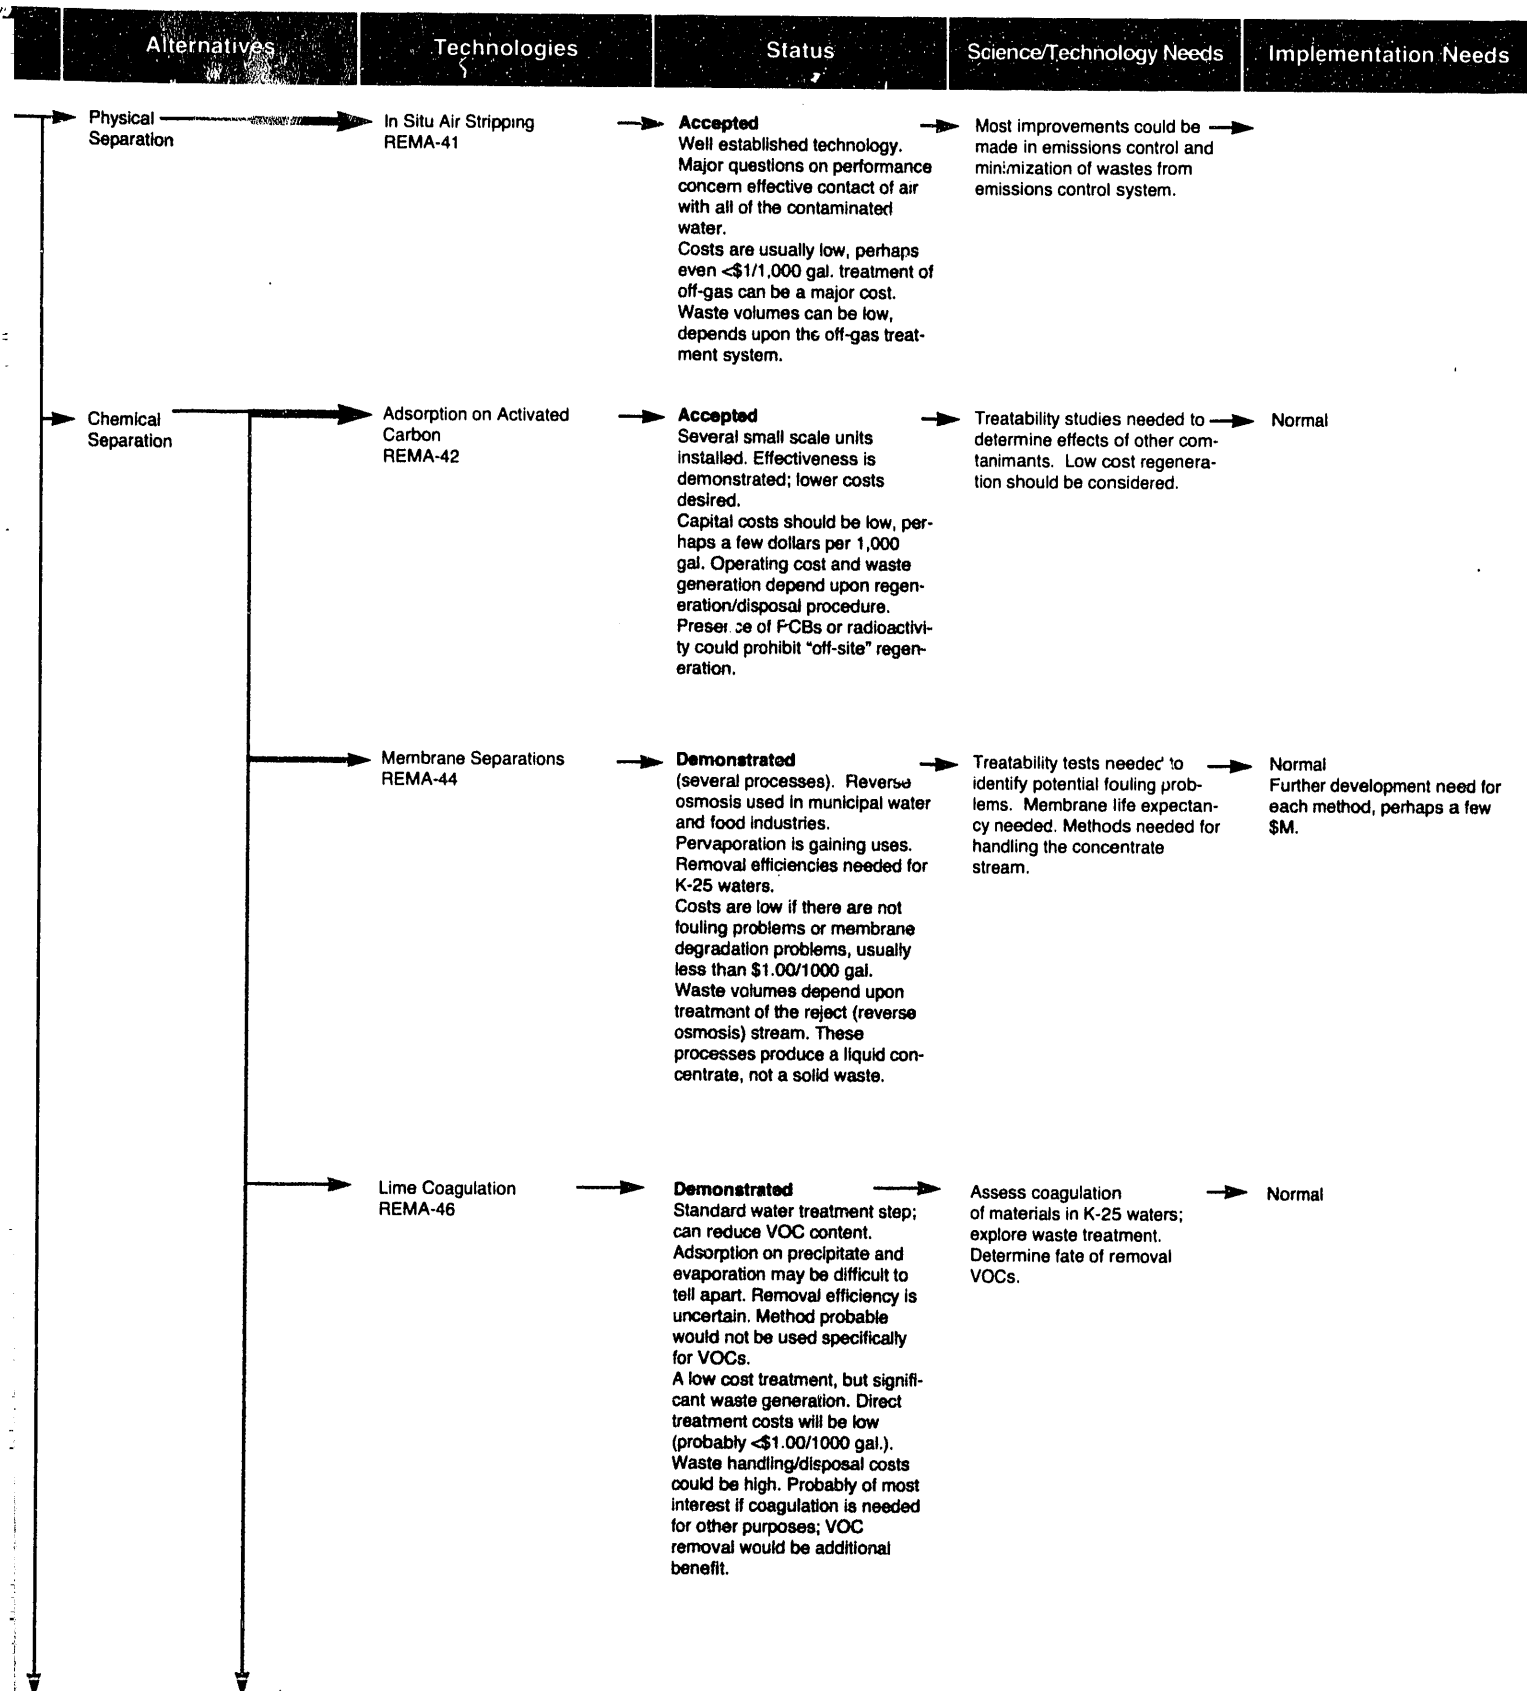 Alternatives
Technologies
Status
Science/Technology Needs
Implementation Needs
Physical
Separation
In Situ Air Stripping
REMA-41
Accepted
Well established technology.
Major questions on performance
concern effective contact of air
with all of the contaminated
water.
Costs are usually low, perhaps
even <$1/1,000 gal. treatment of
off-gas can be a major cost.
Waste volumes can be low,
depends upon the off-gas treat-
ment system.
Most improvements could be
made in emissions control and
minimization of wastes from
emissions control system.
Chemical
Separation
Adsorption on Activated
Carbon
REMA-42
Accepted
Several small scale units
installed. Effectiveness is
demonstrated; lower costs
desired.
Capital costs should be low, per-
haps a few dollars per 1,000
gal. Operating cost and waste
generation depend upon regen-
eration/disposal procedure.
Presence of PCBs or radioactivi-
ty could prohibit "off-site" regen-
eration.
Treatability studies needed to
determine effects of other com-
tanimants. Low cost regenera-
tion should be considered.
Normal
Membrane Separations
REMA-44
Demonstrated
(several processes). Reverse
osmosis used in municipal water
and food industries.
Pervaporation is gaining uses.
Removal efficiencies needed for
K-25 waters.
Costs are low if there are not
fouling problems or membrane
degradation problems, usually
less than $1.00/1000 gal.
Waste volumes depend upon
treatment of the reject (reverse
osmosis) stream. These
processes produce a liquid con-
centrate, not a solid waste.
Treatability tests needed to
identify potential fouling prob-
lems. Membrane life expectan-
cy needed. Methods needed for
handling the concentrate
stream.
Normal
Further development need for
each method, perhaps a few
$M.
Lime Coagulation
REMA-46
Demonstrated
Standard water treatment step;
can reduce VOC content.
Adsorption on precipitate and
evaporation may be difficult to
tell apart. Removal efficiency is
uncertain. Method probable
would not be used specifically
for VOCs.
A low cost treatment, but signifi-
cant waste generation. Direct
treatment costs will be low
(probably <$1.00/1000 gal.).
Waste handling/disposal costs
could be high. Probably of most
interest if coagulation is needed
for other purposes; VOC
removal would be additional
benefit.
Assess coagulation
of materials in K-25 waters;
explore waste treatment.
Determine fate of removal
VOCs.
Normal